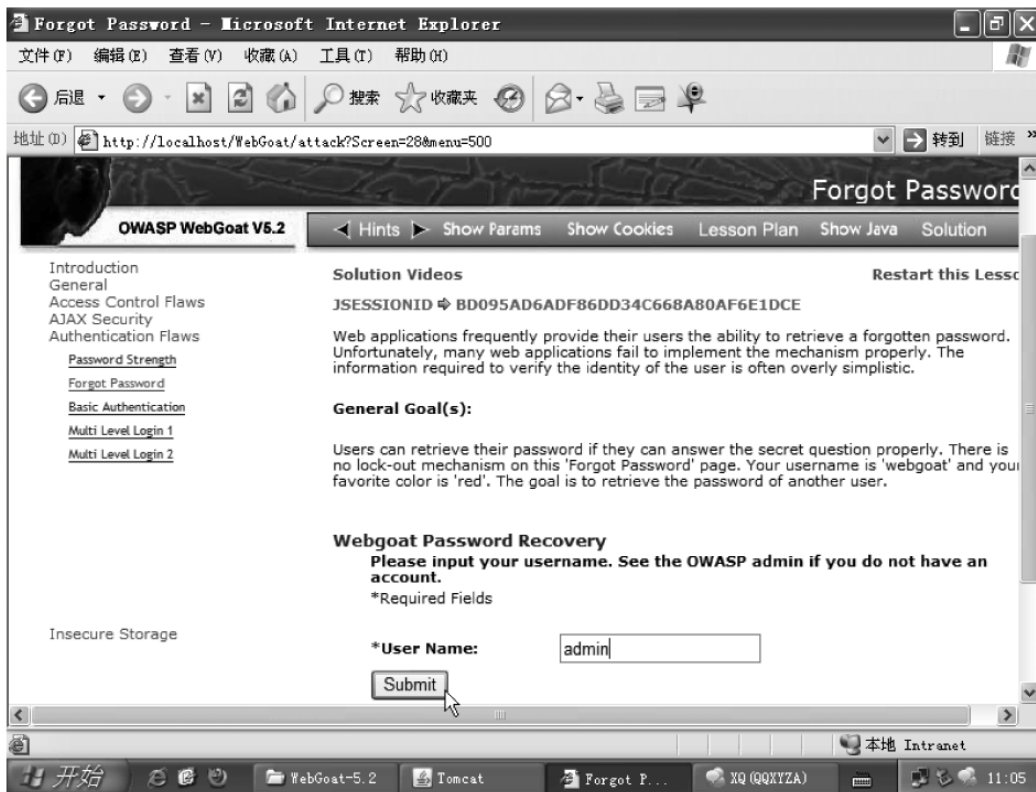 Forgot Password - Microsoft Internet Explorer
文件(F) 编辑(E) 查看(V) 收藏(A) 工具(T) 帮助(H)
后退 搜索 收藏夹
地址(D) http://localhost/WebGoat/attack?Screen=28&menu=500 转到 链接 »
Forgot Password
OWASP WebGoat V5.2 Hints Show Params Show Cookies Lesson Plan Show Java Solution
Introduction
General
Access Control Flaws
AJAX Security
Authentication Flaws
Password Strength
Forgot Password
Basic Authentication
Multi Level Login 1
Multi Level Login 2
Insecure Storage
Solution Videos Restart this Lesso
JSESSIONID ➩ BD095AD6ADF86DD34C668A80AF6E1DCE
Web applications frequently provide their users the ability to retrieve a forgotten password.
Unfortunately, many web applications fail to implement the mechanism properly. The
information required to verify the identity of the user is often overly simplistic.
General Goal(s):
Users can retrieve their password if they can answer the secret question properly. There is
no lock-out mechanism on this 'Forgot Password' page. Your username is 'webgoat' and your
favorite color is 'red'. The goal is to retrieve the password of another user.
Webgoat Password Recovery
Please input your username. See the OWASP admin if you do not have an
account.
*Required Fields
*User Name: admin
Submit
本地 Intranet
开始 WebGoat-5.2 Tomcat Forgot P... XQ(QQXYZA) 11:05